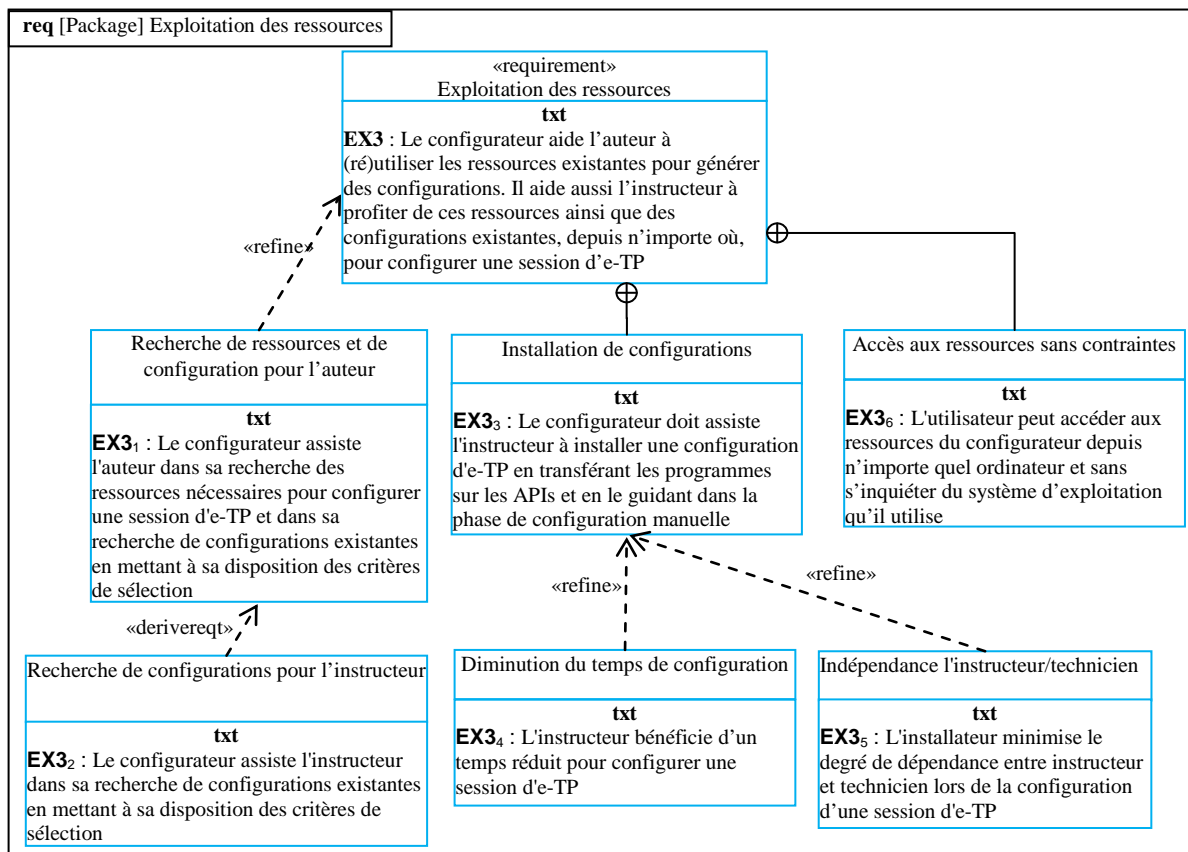 req [Package] Exploitation des ressources
«requirement»
Exploitation des ressources
txt
EX3 : Le configurateur aide l’auteur à
(ré)utiliser les ressources existantes pour générer
des configurations. Il aide aussi l’instructeur à
profiter de ces ressources ainsi que des
configurations existantes, depuis n’importe où,
pour configurer une session d’e-TP
«refine»
Recherche de ressources et de
configuration pour l’auteur
txt
EX3₁ : Le configurateur assiste
l'auteur dans sa recherche des
ressources nécessaires pour configurer
une session d'e-TP et dans sa
recherche de configurations existantes
en mettant à sa disposition des critères
de sélection
Installation de configurations
txt
EX3₃ : Le configurateur doit assiste
l'instructeur à installer une configuration
d'e-TP en transférant les programmes
sur les APIs et en le guidant dans la
phase de configuration manuelle
Accès aux ressources sans contraintes
txt
EX3₆ : L'utilisateur peut accéder aux
ressources du configurateur depuis
n’importe quel ordinateur et sans
s’inquiéter du système d’exploitation
qu’il utilise
«derivereqt»
«refine»
«refine»
Recherche de configurations pour l’instructeur
txt
EX3₂ : Le configurateur assiste l'instructeur
dans sa recherche de configurations existantes
en mettant à sa disposition des critères de
sélection
Diminution du temps de configuration
txt
EX3₄ : L'instructeur bénéficie d’un
temps réduit pour configurer une
session d'e-TP
Indépendance l'instructeur/technicien
txt
EX3₅ : L'installateur minimise le
degré de dépendance entre instructeur
et technicien lors de la configuration
d’une session d'e-TP